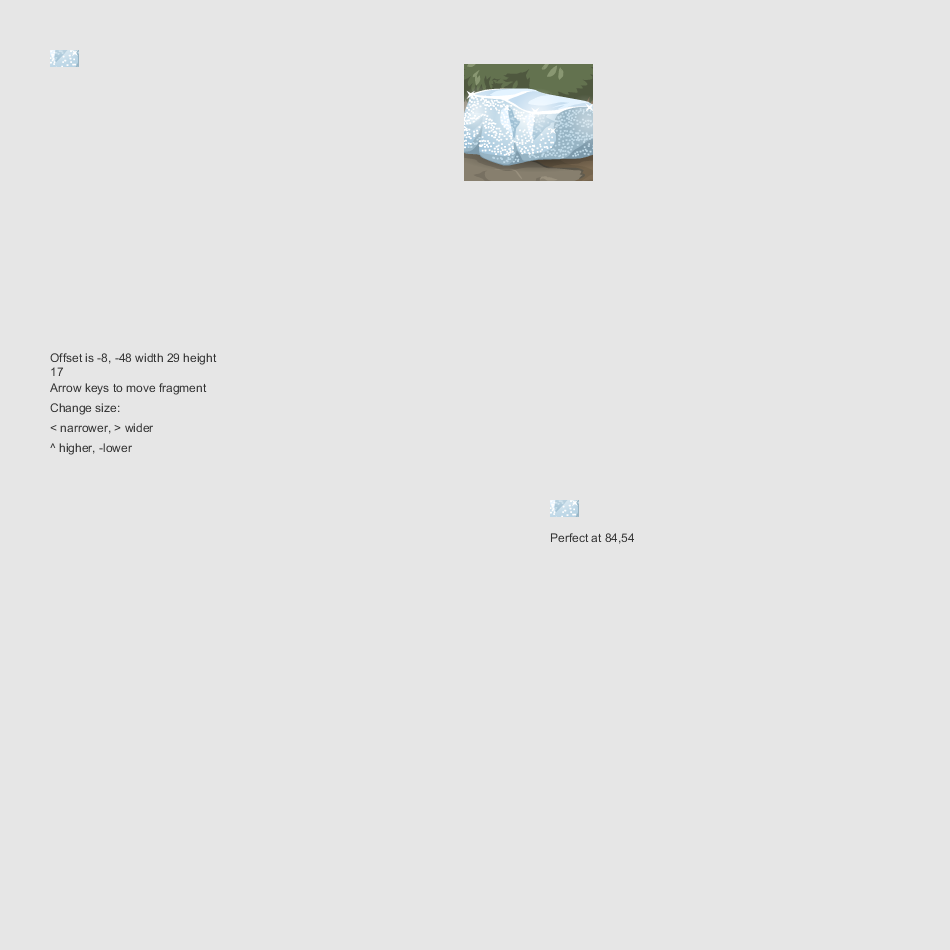 Offset is -8, -48 width 29 height
17
Arrow keys to move fragment
Change size:
< narrower, > wider
^ higher, -lower
Perfect at 84,54